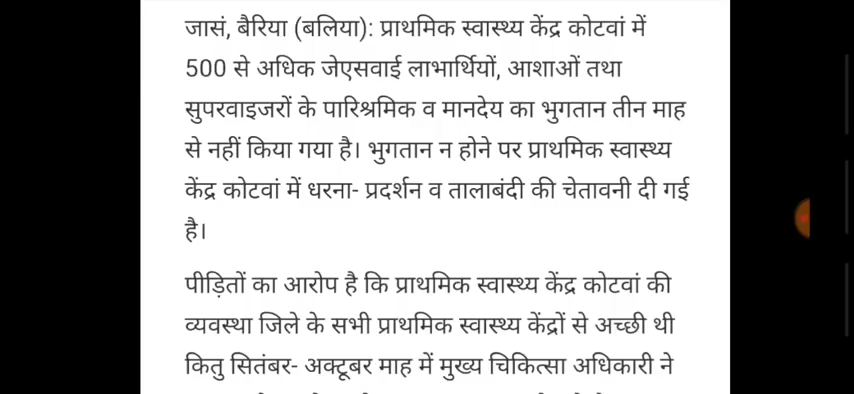 जासं, बैरिया (बलिया): प्राथमिक स्वास्थ्य केंद्र कोटवां में
500 से अधिक जेएसवाई लाभार्थियों, आशाओं तथा
सुपरवाइजरों के पारिश्रमिक व मानदेय का भुगतान तीन माह
से नहीं किया गया है। भुगतान न होने पर प्राथमिक स्वास्थ्य
केंद्र कोटवां में धरना- प्रदर्शन व तालाबंदी की चेतावनी दी गई
है।
पीड़ितों का आरोप है कि प्राथमिक स्वास्थ्य केंद्र कोटवां की
व्यवस्था जिले के सभी प्राथमिक स्वास्थ्य केंद्रों से अच्छी थी
कितु सितंबर- अक्टूबर माह में मुख्य चिकित्सा अधिकारी ने